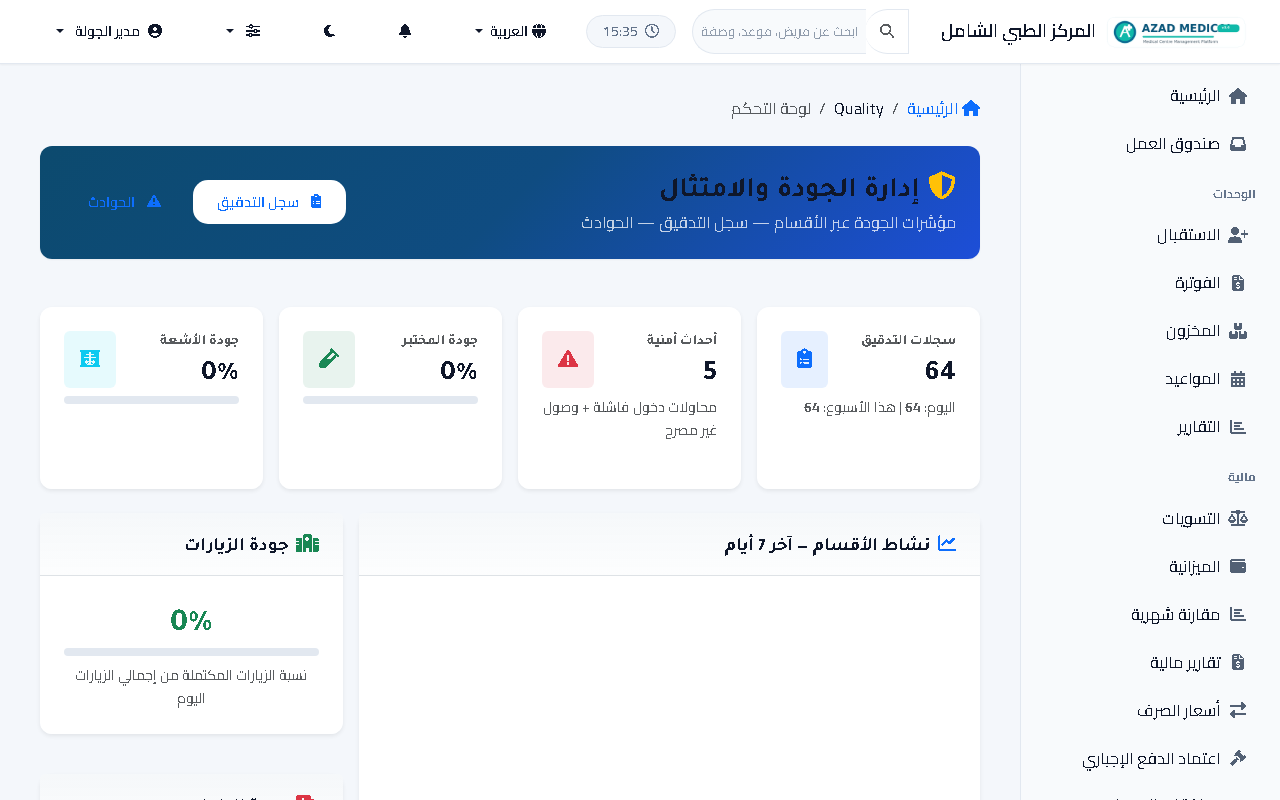 AZAD MEDIC
Medical Centre Management Platform
المركز الطبي الشامل
ابحث عن مريض، موعد، وصفة
15:35
العربية
مدير الجولة
الرئيسية
صندوق العمل
الوحدات
الاستقبال
الفوترة
المخزون
المواعيد
التقارير
مالية
التسويات
الميزانية
مقارنة شهرية
تقارير مالية
أسعار الصرف
اعتماد الدفع الإجباري
الرئيسية / Quality / لوحة التحكم
إدارة الجودة والامتثال
مؤشرات الجودة عبر الأقسام — سجل التدقيق — الحوادث
سجل التدقيق
الحوادث
سجلات التدقيق
64
اليوم: 64 | هذا الأسبوع: 64
أحداث أمنية
5
محاولات دخول فاشلة + وصول
غير مصرح
جودة المختبر
0%
جودة الأشعة
0%
نشاط الأقسام — آخر 7 أيام
جودة الزيارات
0%
نسبة الزيارات المكتملة من إجمالي الزيارات
اليوم